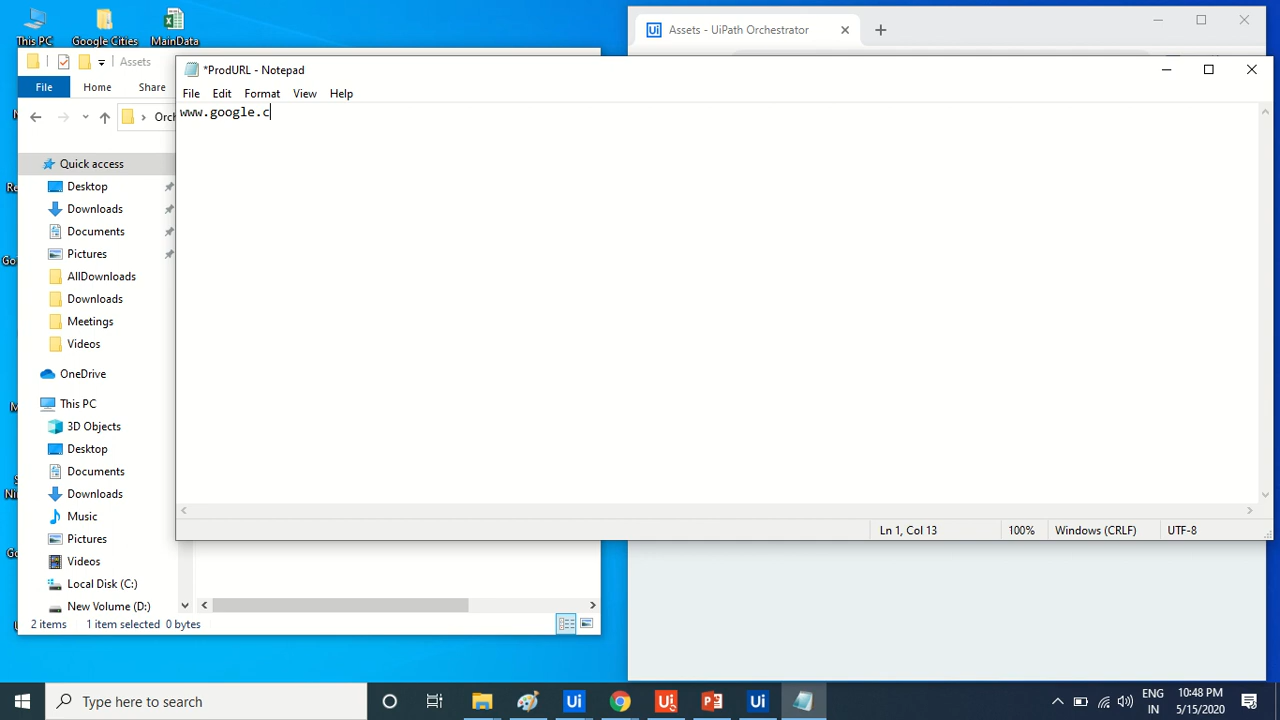 This PC
Google Cities
MainData
Assets - UiPath Orchestrator
Assets
*ProdURL - Notepad
File
Home
Share
File
Edit
Format
View
Help
www.google.c
Quick access
Desktop
Downloads
Documents
Pictures
AllDownloads
Downloads
Meetings
Videos
OneDrive
This PC
3D Objects
Desktop
Documents
Downloads
Music
Pictures
Videos
Local Disk (C:)
New Volume (D:)
2 items
1 item selected 0 bytes
Ln 1, Col 13
100%
Windows (CRLF)
UTF-8
Type here to search
ENG
IN
10:48 PM
5/15/2020